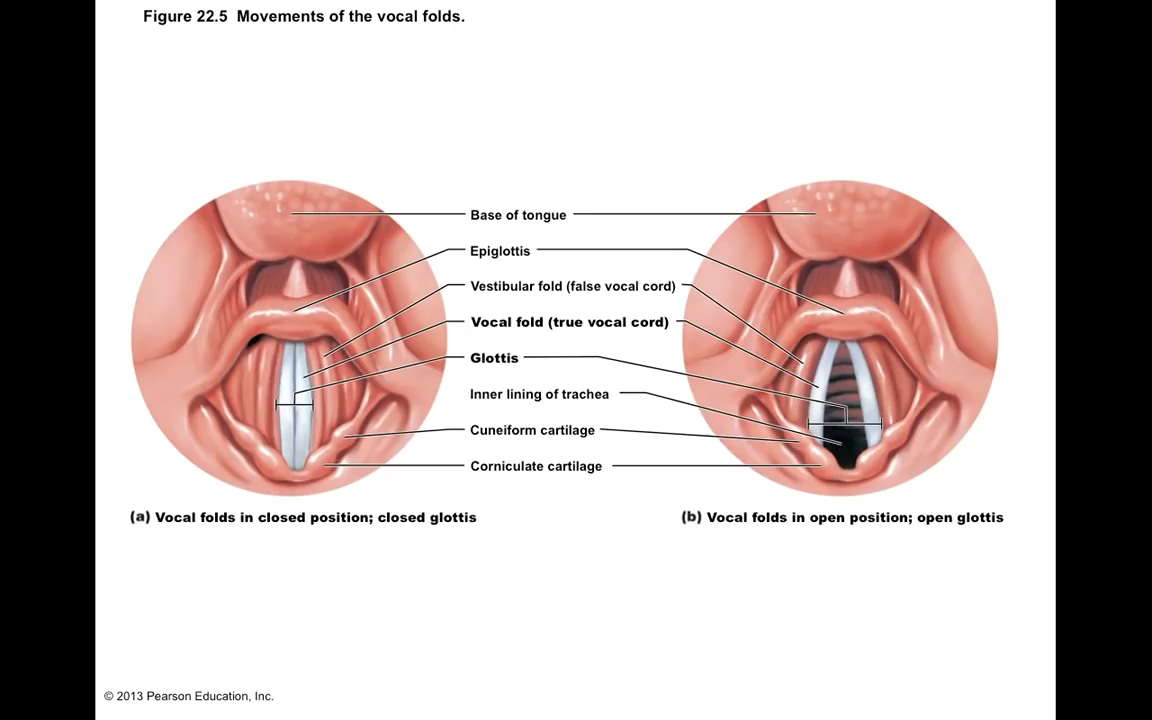 Figure 22.5 Movements of the vocal folds.
Base of tongue
Epiglottis
Vestibular fold (false vocal cord)
Vocal fold (true vocal cord)
Glottis
Inner lining of trachea
Cuneiform cartilage
Corniculate cartilage
(a) Vocal folds in closed position; closed glottis
(b) Vocal folds in open position; open glottis
© 2013 Pearson Education, Inc.